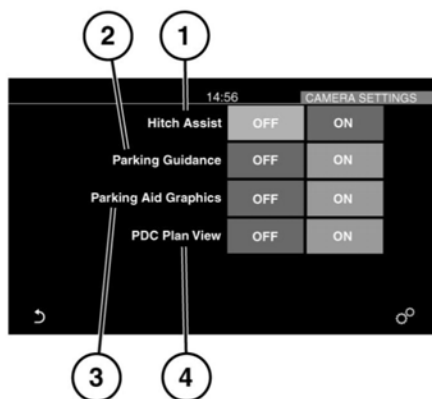 2 1
14:56 CAMERA SETTINGS
Hitch Assist OFF ON
Parking Guidance OFF ON
Parking Aid Graphics OFF ON
PDC Plan View OFF ON
3 4